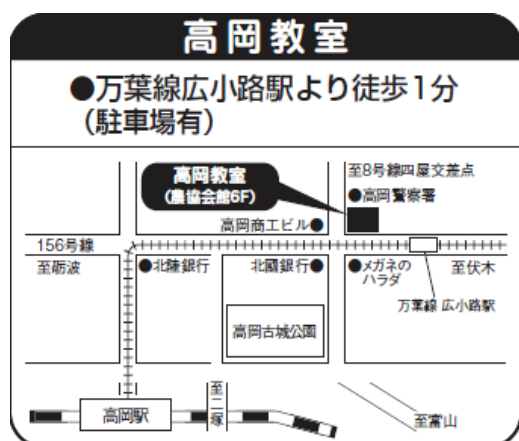 高岡教室
●万葉線広小路駅より徒歩1分
（駐車場有）
高岡教室
（農協会館6F）
至8号線四屋交差点
●高岡警察署
高岡商工ビル●
156号線
至砺波
●北陸銀行
北國銀行●
●メガネの
ハラダ
至伏木
万葉線 広小路駅
高岡古城公園
高岡駅
至二塚
至富山